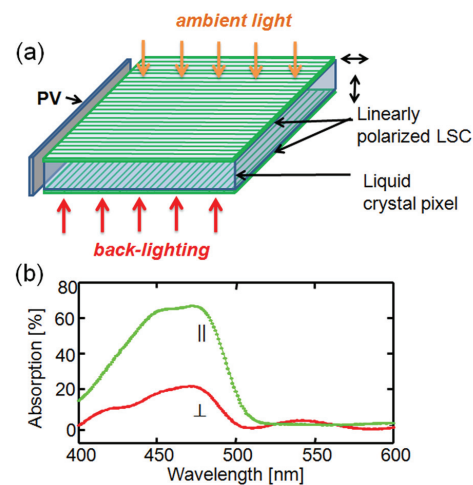 (a)
ambient light
PV
Linearly
polarized LSC
Liquid
crystal pixel
back-lighting
(b)
Absorption [%]
80
60
40
20
0
||
⊥
400
450
500
550
600
Wavelength [nm]